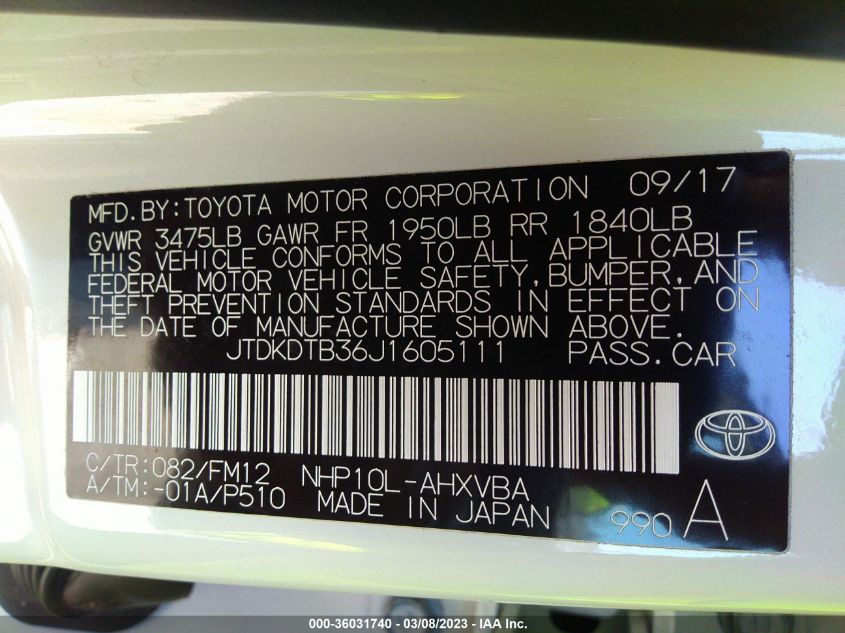 MFD.BY:TOYOTA MOTOR CORPORATION 09/17
GVWR 3475LB GAWR FR 1950LB RR 1840LB
THIS VEHICLE CONFORMS TO ALL APPLICABLE
FEDERAL MOTOR VEHICLE SAFETY,BUMPER,AND
THEFT PREVENTION STANDARDS IN EFFECT ON
THE DATE OF MANUFACTURE SHOWN ABOVE.
JTDKDTB36J1605111 PASS.CAR
C/TR:082/FM12 NHP10L-AHXVBA
A/TM:-01A/P510 MADE IN JAPAN 990 A
000-36031740 - 03/08/2023 - IAA Inc.